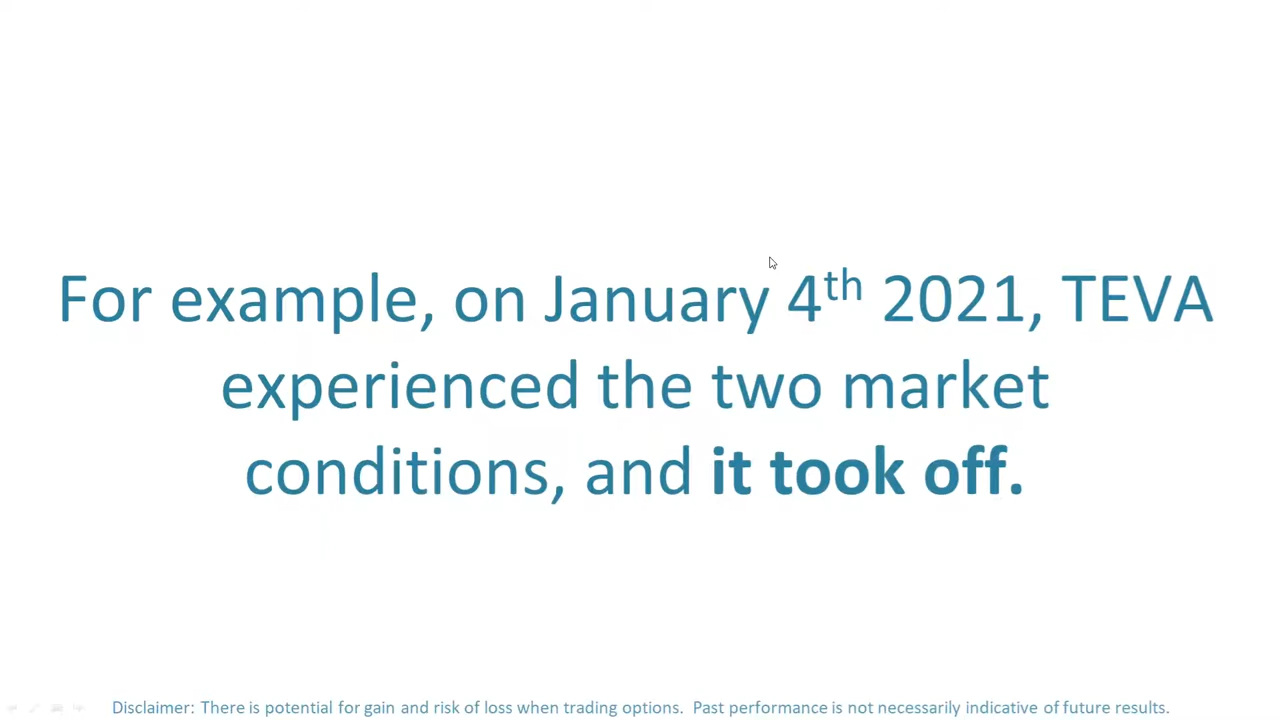 For example, on January 4th 2021, TEVA
experienced the two market
conditions, and it took off.
Disclaimer: There is potential for gain and risk of loss when trading options.  Past performance is not necessarily indicative of future results.